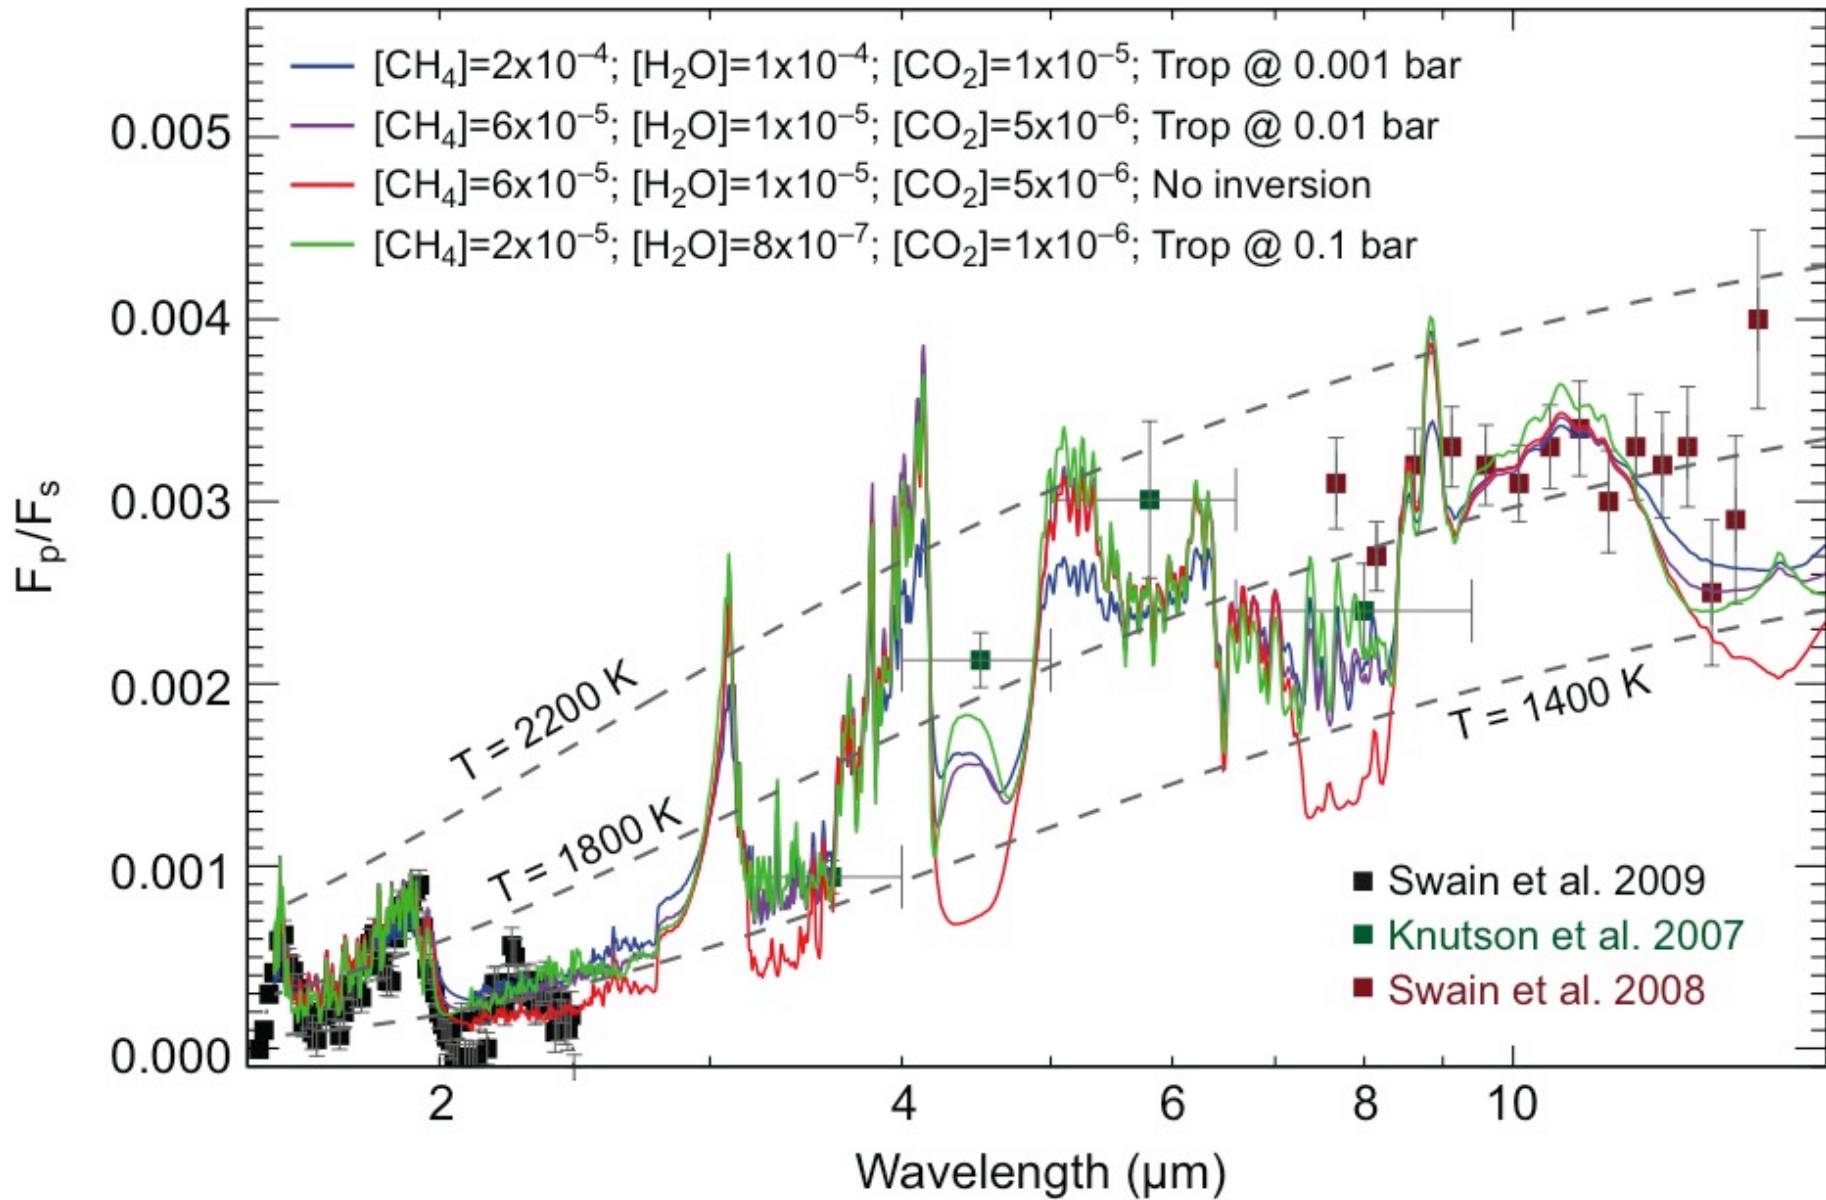 [CH₄]=2x10⁻⁴; [H₂O]=1x10⁻⁴; [CO₂]=1x10⁻⁵; Trop @ 0.001 bar
[CH₄]=6x10⁻⁵; [H₂O]=1x10⁻⁵; [CO₂]=5x10⁻⁶; Trop @ 0.01 bar
[CH₄]=6x10⁻⁵; [H₂O]=1x10⁻⁵; [CO₂]=5x10⁻⁶; No inversion
[CH₄]=2x10⁻⁵; [H₂O]=8x10⁻⁷; [CO₂]=1x10⁻⁶; Trop @ 0.1 bar
0.005
0.004
0.003
0.002
0.001
0.000
Fₚ/Fₛ
T = 2200 K
T = 1800 K
T = 1400 K
Swain et al. 2009
Knutson et al. 2007
Swain et al. 2008
2
4
6
8
10
Wavelength (µm)